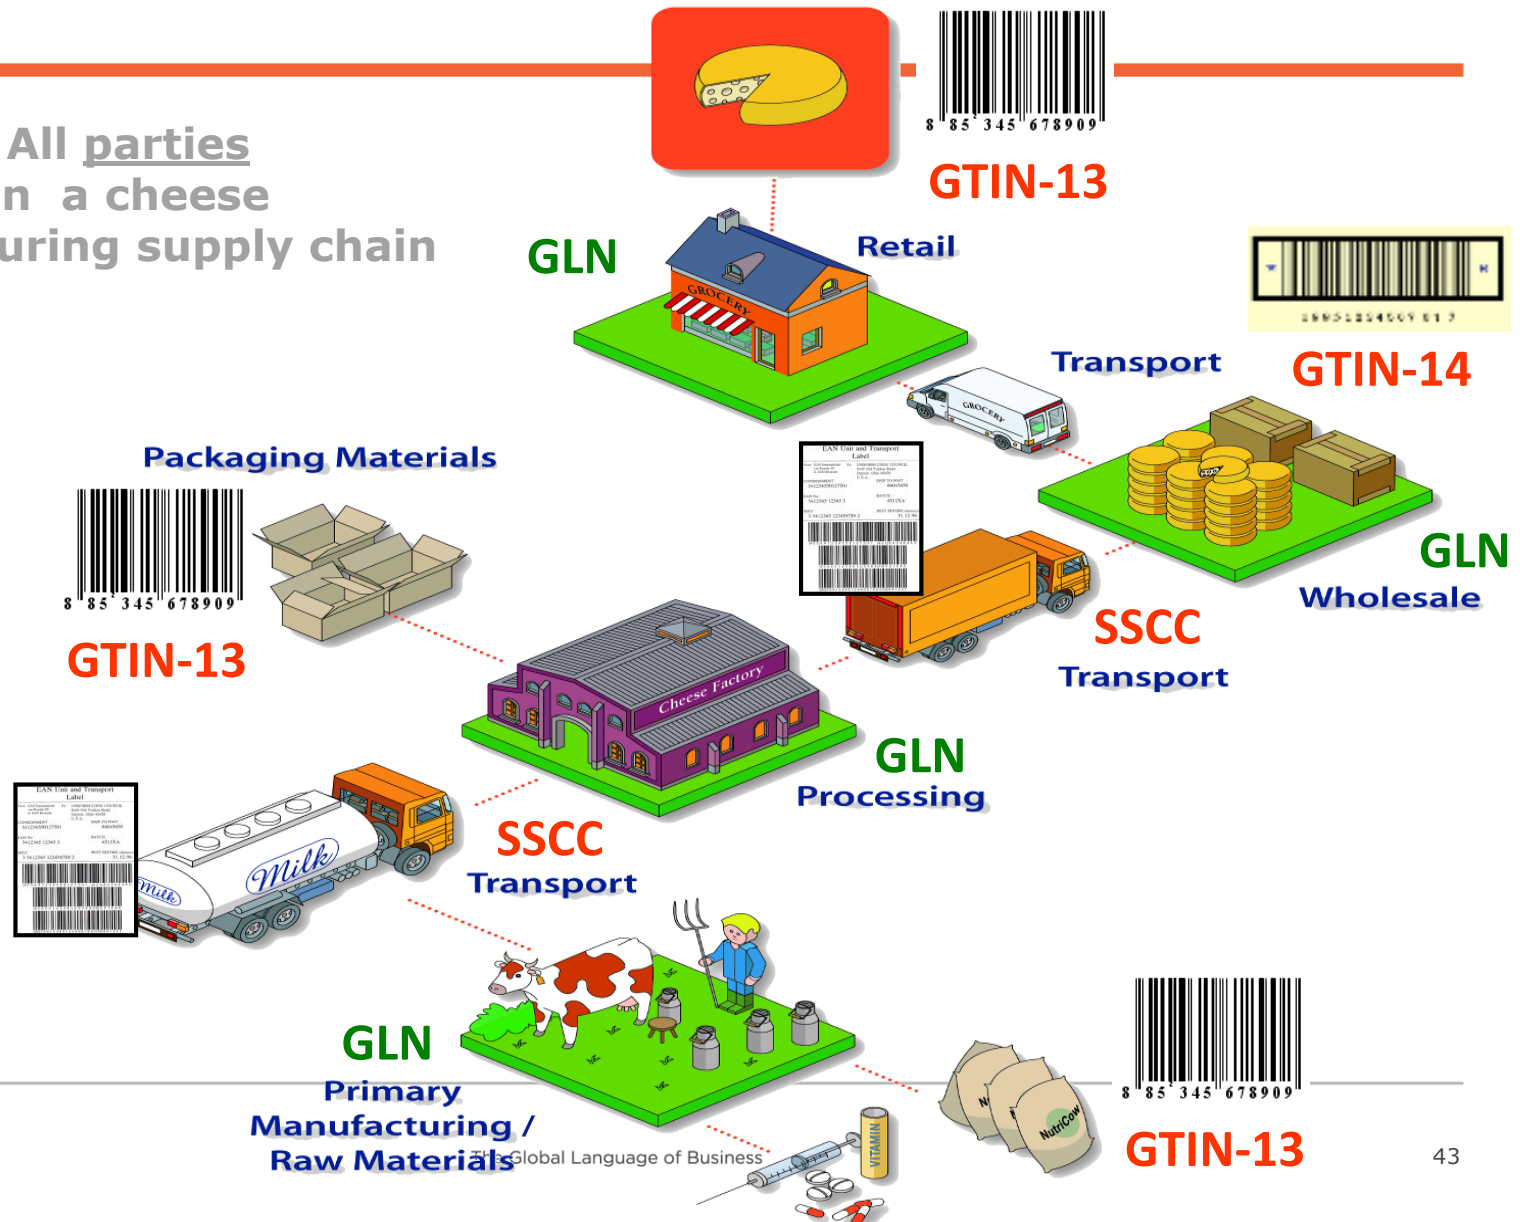 8 85 345 678909
GTIN-13
All parties
n a cheese
uring supply chain
GLN
Retail
GROCERY
GTIN-14
Transport
GROCERY
Packaging Materials
EAN Unit and Transport
Label
GLN
Wholesale
8 85 345 678909
GTIN-13
SSCC
Transport
Cheese Factory
GLN
Processing
EAN Unit and Transport
Label
SSCC
Transport
Milk
Milk
GLN
Primary
Manufacturing /
Raw Materials
The Global Language of Business
VITAMIN
NutriCow
8 85 345 678909
GTIN-13
43